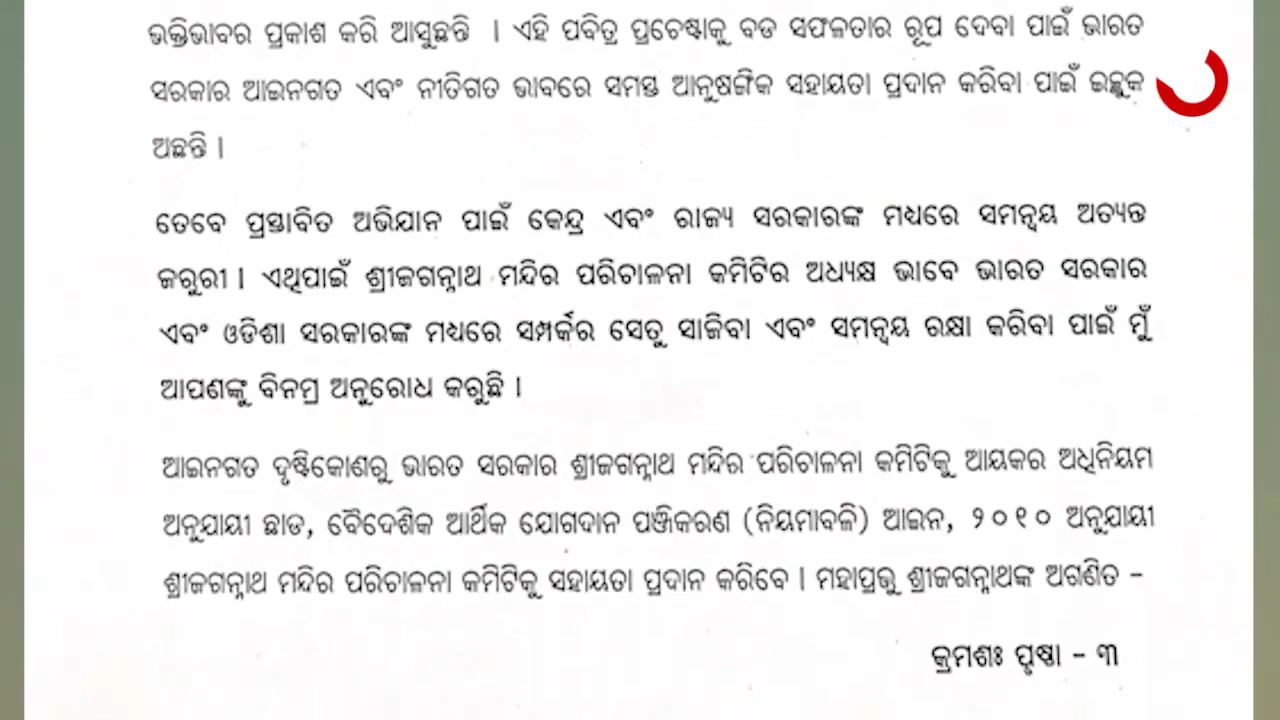 ଭକ୍ତିଭାବର ପ୍ରକାଶ କରି ଆସୁଛନ୍ତି । ଏହି ପବିତ୍ର ପ୍ରଚେଷ୍ଟାକୁ ବଡ ସଫଳତାର ରୂପ ଦେବା ପାଇଁ ଭାରତ
ସରକାର ଆଇନଗତ ଏବଂ ନୀତିଗତ ଭାବରେ ସମସ୍ତ ଆନୁଷଙ୍ଗିକ ସହାୟତା ପ୍ରଦାନ କରିବା ପାଇଁ ଇଚ୍ଛୁକ
ଅଛନ୍ତି ।
ତେବେ ପ୍ରସ୍ତାବିତ ଅଭିଯାନ ପାଇଁ କେନ୍ଦ୍ର ଏବଂ ରାଜ୍ୟ ସରକାରଙ୍କ ମଧ୍ୟରେ ସମନ୍ୱୟ ଅତ୍ୟନ୍ତ
ଜରୁରୀ । ଏଥିପାଇଁ ଶ୍ରୀଜଗନ୍ନାଥ ମନ୍ଦିର ପରିଚାଳନା କମିଟିର ଅଧ୍ୟକ୍ଷ ଭାବେ ଭାରତ ସରକାର
ଏବଂ ଓଡିଶା ସରକାରଙ୍କ ମଧ୍ୟରେ ସମ୍ପର୍କର ସେତୁ ସାଜିବା ଏବଂ ସମନ୍ୱୟ ରକ୍ଷା କରିବା ପାଇଁ ମୁଁ
ଆପଣଙ୍କୁ ବିନମ୍ର ଅନୁରୋଧ କରୁଛି ।
ଆଇନଗତ ଦୃଷ୍ଟିକୋଣରୁ ଭାରତ ସରକାର ଶ୍ରୀଜଗନ୍ନାଥ ମନ୍ଦିର ପରିଚାଳନା କମିଟିକୁ ଆୟକର ଅଧିନିୟମ
ଅନୁଯାୟୀ ଛାଡ, ବୈଦେଶିକ ଆର୍ଥିକ ଯୋଗଦାନ ପଞ୍ଜିକରଣ (ନିୟମାବଳି) ଆଇନ, ୨୦୧୦ ଅନୁଯାୟୀ
ଶ୍ରୀଜଗନ୍ନାଥ ମନ୍ଦିର ପରିଚାଳନା କମିଟିକୁ ସହାୟତା ପ୍ରଦାନ କରିବେ । ମହାପ୍ରଭୁ ଶ୍ରୀଜଗନ୍ନାଥଙ୍କ ଅଗଣିତ –
କ୍ରମଶଃ ପୃଷ୍ଠା – ୩